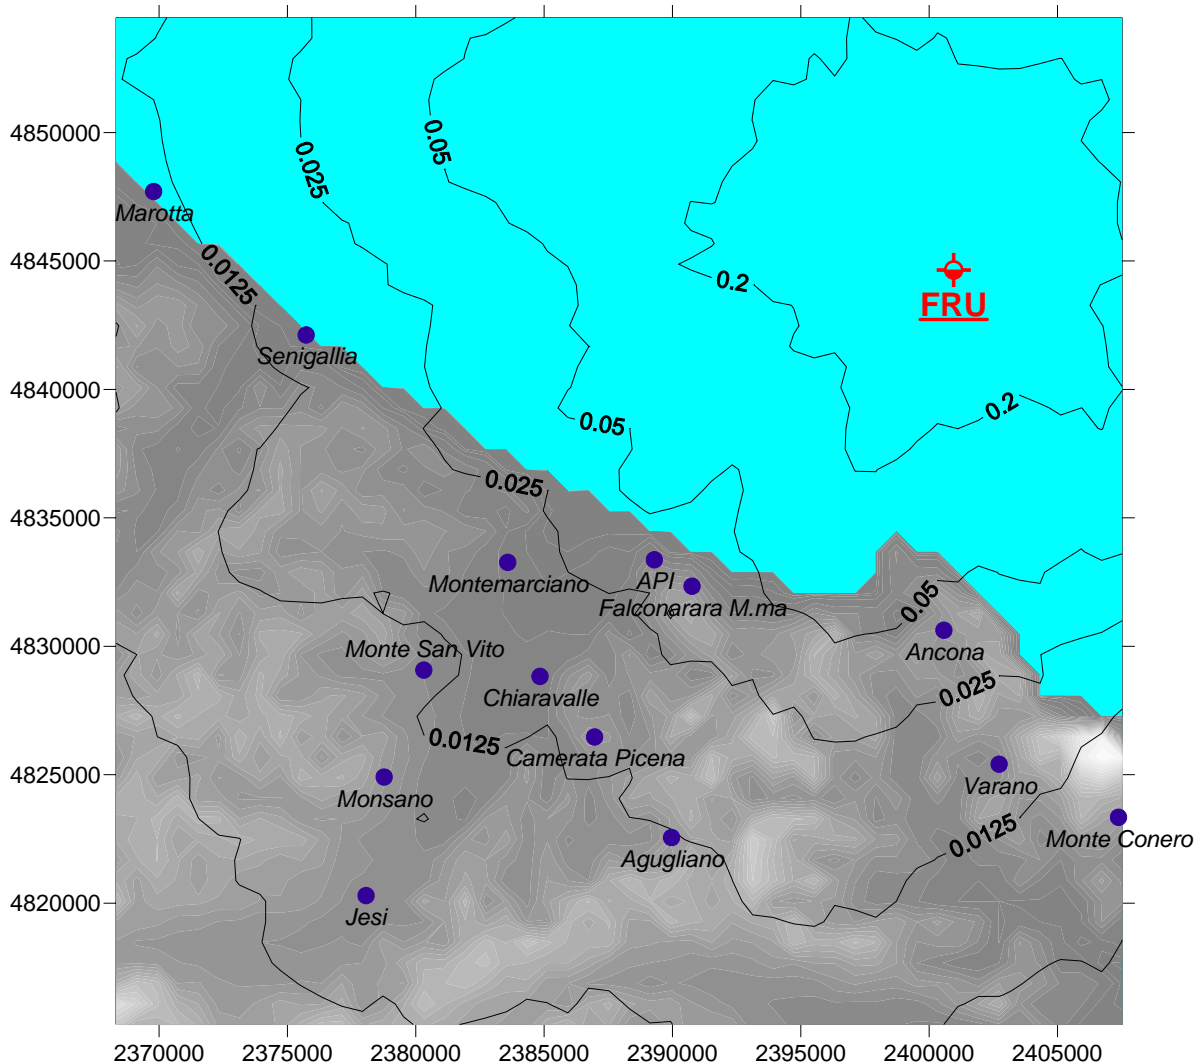 4850000
0.05
0.025
Marotta
4845000
0.0125
0.2
FRU
Senigallia
4840000
0.2
0.05
0.025
4835000
API
Montemarciano
Falconarara M.ma
0.05
4830000
Monte San Vito
Ancona
0.025
Chiaravalle
0.0125
Camerata Picena
4825000
Varano
Monsano
0.0125
Monte Conero
Agugliano
4820000
Jesi
2370000 2375000 2380000 2385000 2390000 2395000 2400000 2405000